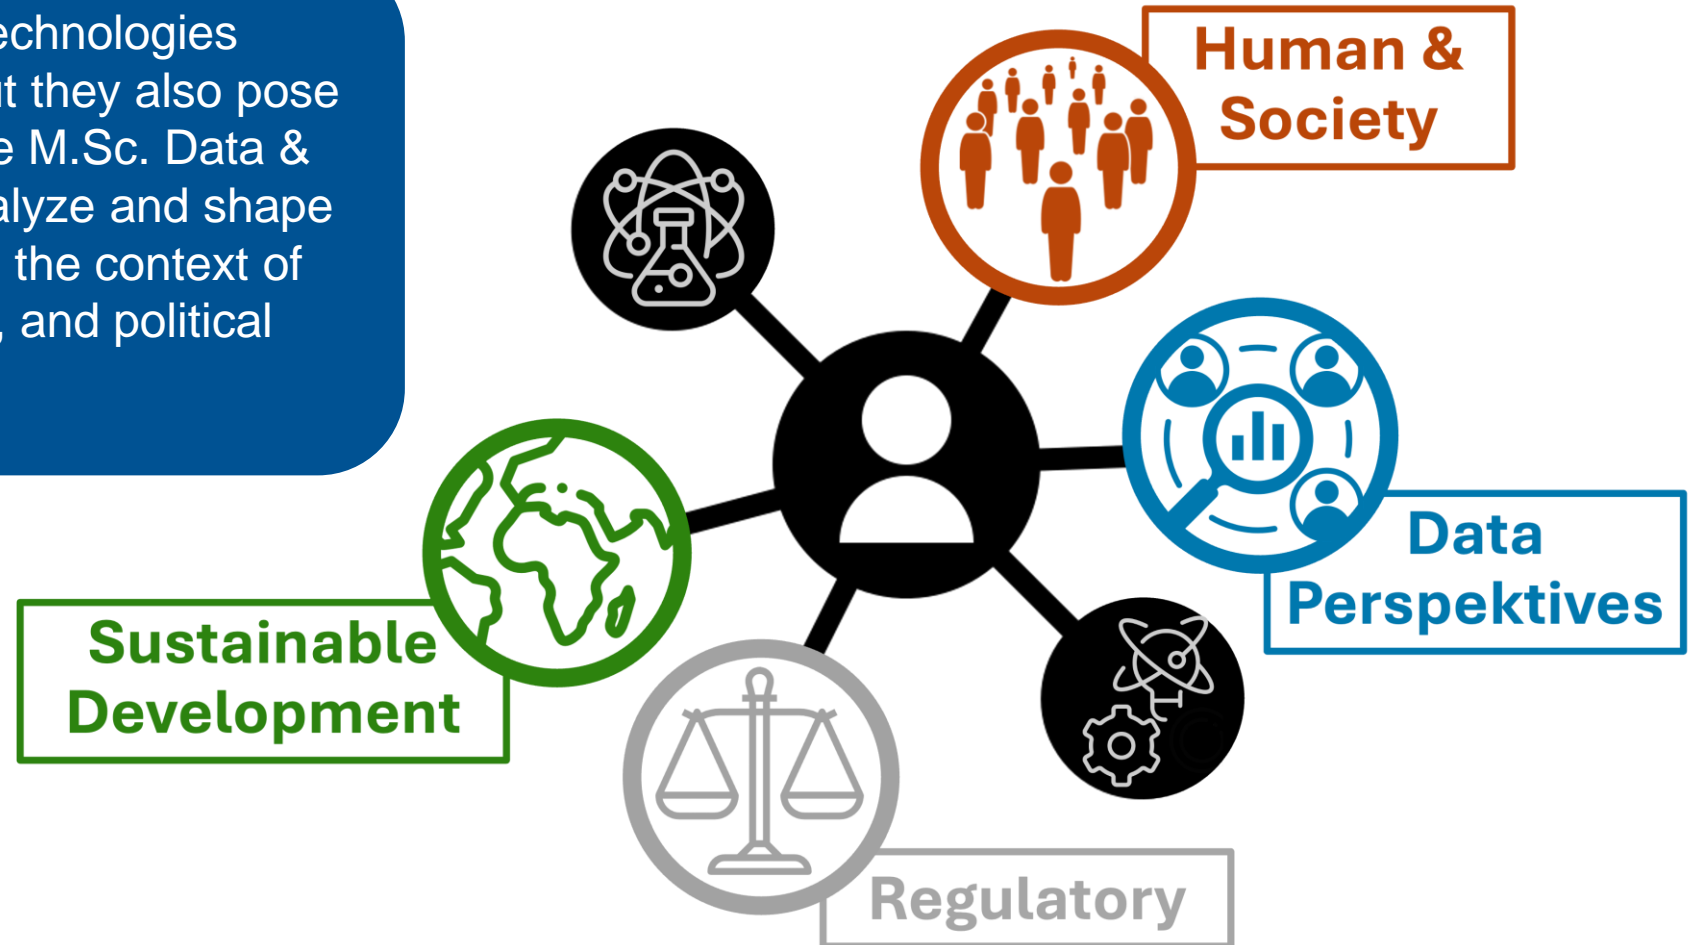 echnologies
ut they also pose
e M.Sc. Data &
alyze and shape
the context of
, and political
Human &
Society
Data
Perspektives
Sustainable
Development
Regulatory